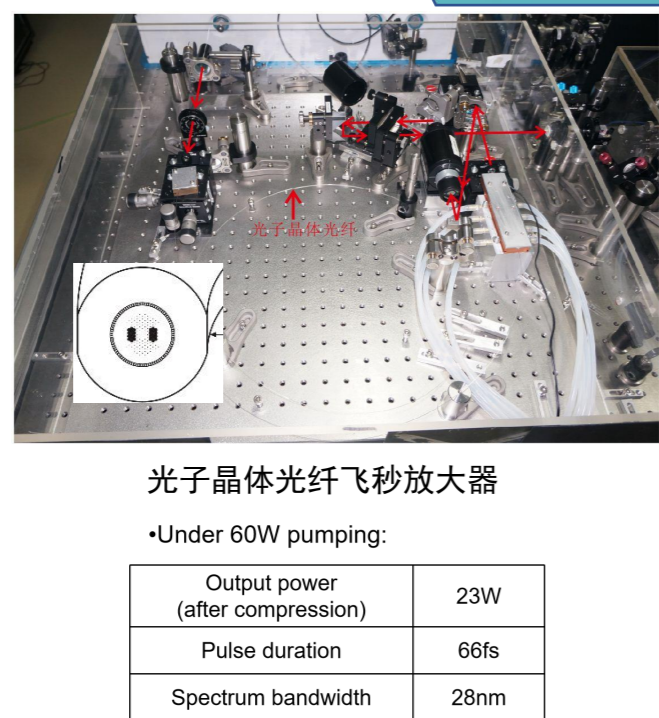 光子晶体光纤
光子晶体光纤飞秒放大器
•Under 60W pumping:
Output power
(after compression)
23W
Pulse duration
66fs
Spectrum bandwidth
28nm